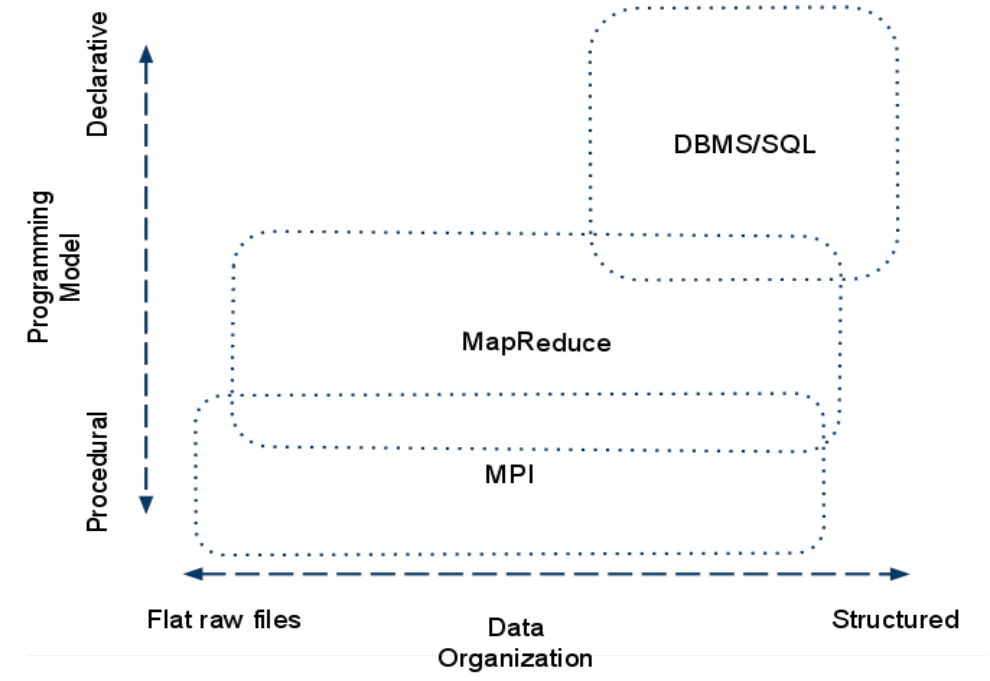 Declarative
DBMS/SQL
Programming
Model
MapReduce
Procedural
MPI
Flat raw files
Structured
Data
Organization